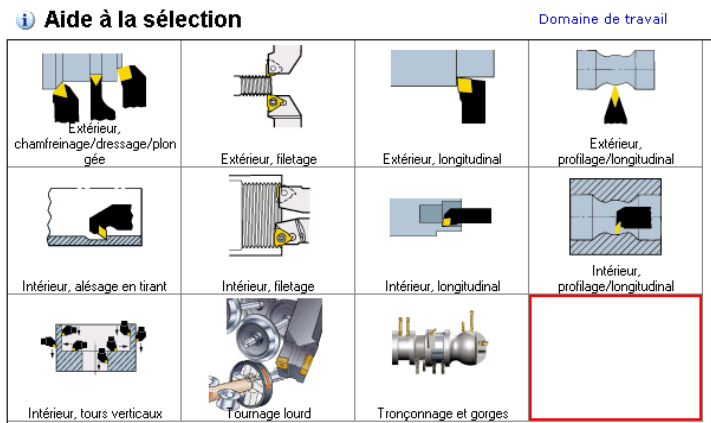 Aide à la sélection
Domaine de travail
Extérieur,
chamfreinage/dressage/plon
gée
Extérieur, filetage
Extérieur, longitudinal
Extérieur,
profilage/longitudinal
Intérieur, alésage en tirant
Intérieur, filetage
Intérieur, longitudinal
Intérieur,
profilage/longitudinal
Intérieur, tours verticaux
Tournage lourd
Tronçonnage et gorges